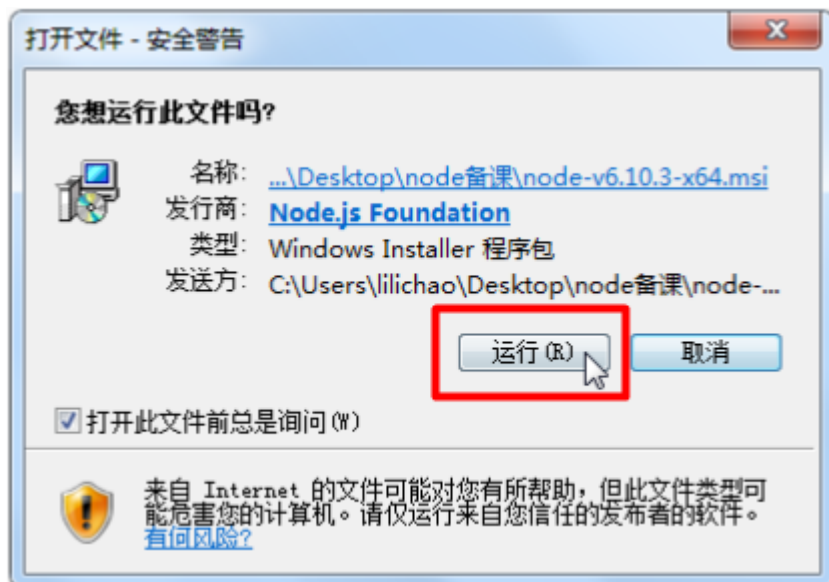 打开文件 - 安全警告
您想运行此文件吗?
名称: ...\Desktop\node备课\node-v6.10.3-x64.msi
发行商: Node.js Foundation
类型: Windows Installer 程序包
发送方: C:\Users\lilichao\Desktop\node备课\node-...
运行(R) 取消
打开此文件前总是询问(W)
来自 Internet 的文件可能对您有所帮助，但此文件类型可
能危害您的计算机。请仅运行来自您信任的发布者的软件。
有何风险?